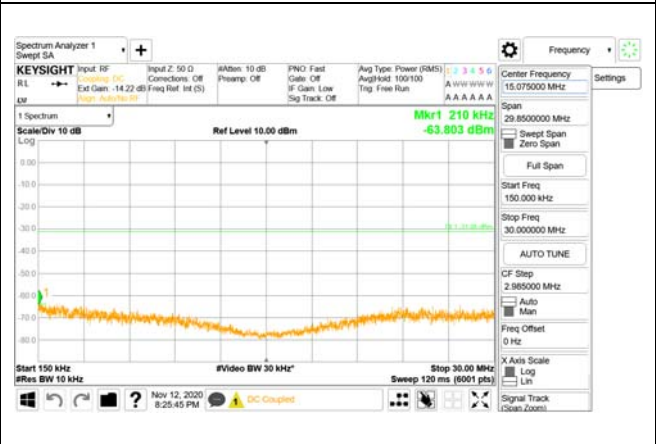 Spectrum Analyzer 1
Swept SA
Frequency
KEYSIGHT
RL
Input: RF
Coupling: DC
Ext Gain: -14.22 dB
Align: Auto/No RF
Input Z: 50 Ω
Corrections: Off
Freq Ref: Int (S)
#Atten: 10 dB
Preamp: Off
PNO: Fast
Gate: Off
IF Gain: Low
Sig Track: Off
Avg Type: Power (RMS)
Avg|Hold: 100/100
Trig: Free Run
1 2 3 4 5 6
A W W W W W
A A A A A A
1 Spectrum
Scale/Div 10 dB
Log
Ref Level 10.00 dBm
Mkr1 210 kHz
-63.803 dBm
0.00
-10.0
-20.0
-30.0
-40.0
-50.0
-60.0
-70.0
-80.0
1
Start 150 kHz
#Res BW 10 kHz
#Video BW 30 kHz*
Stop 30.00 MHz
Sweep 120 ms (6001 pts)
Nov 12, 2020
8:25:45 PM
DC Coupled
Center Frequency
15.075000 MHz
Settings
Span
29.8500000 MHz
Swept Span
Zero Span
Full Span
Start Freq
150.000 kHz
Stop Freq
30.000000 MHz
AUTO TUNE
CF Step
2.985000 MHz
Auto
Man
Freq Offset
0 Hz
X Axis Scale
Log
Lin
Signal Track
(Span Zoom)